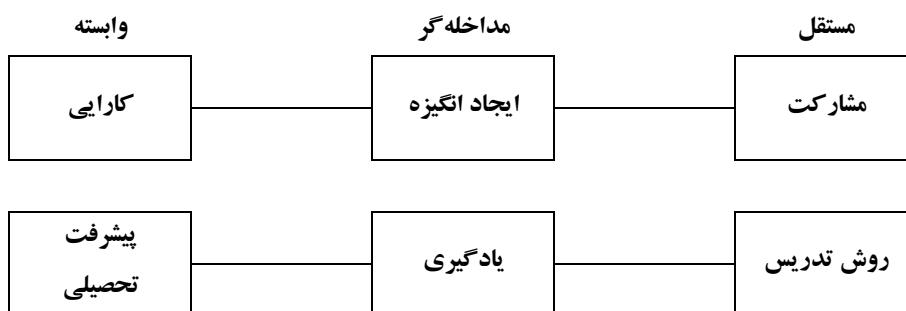 مستقل
مداخله‌گر
وابسته
مشارکت
ایجاد انگیزه
کارایی
روش تدریس
یادگیری
پیشرفت
تحصیلی